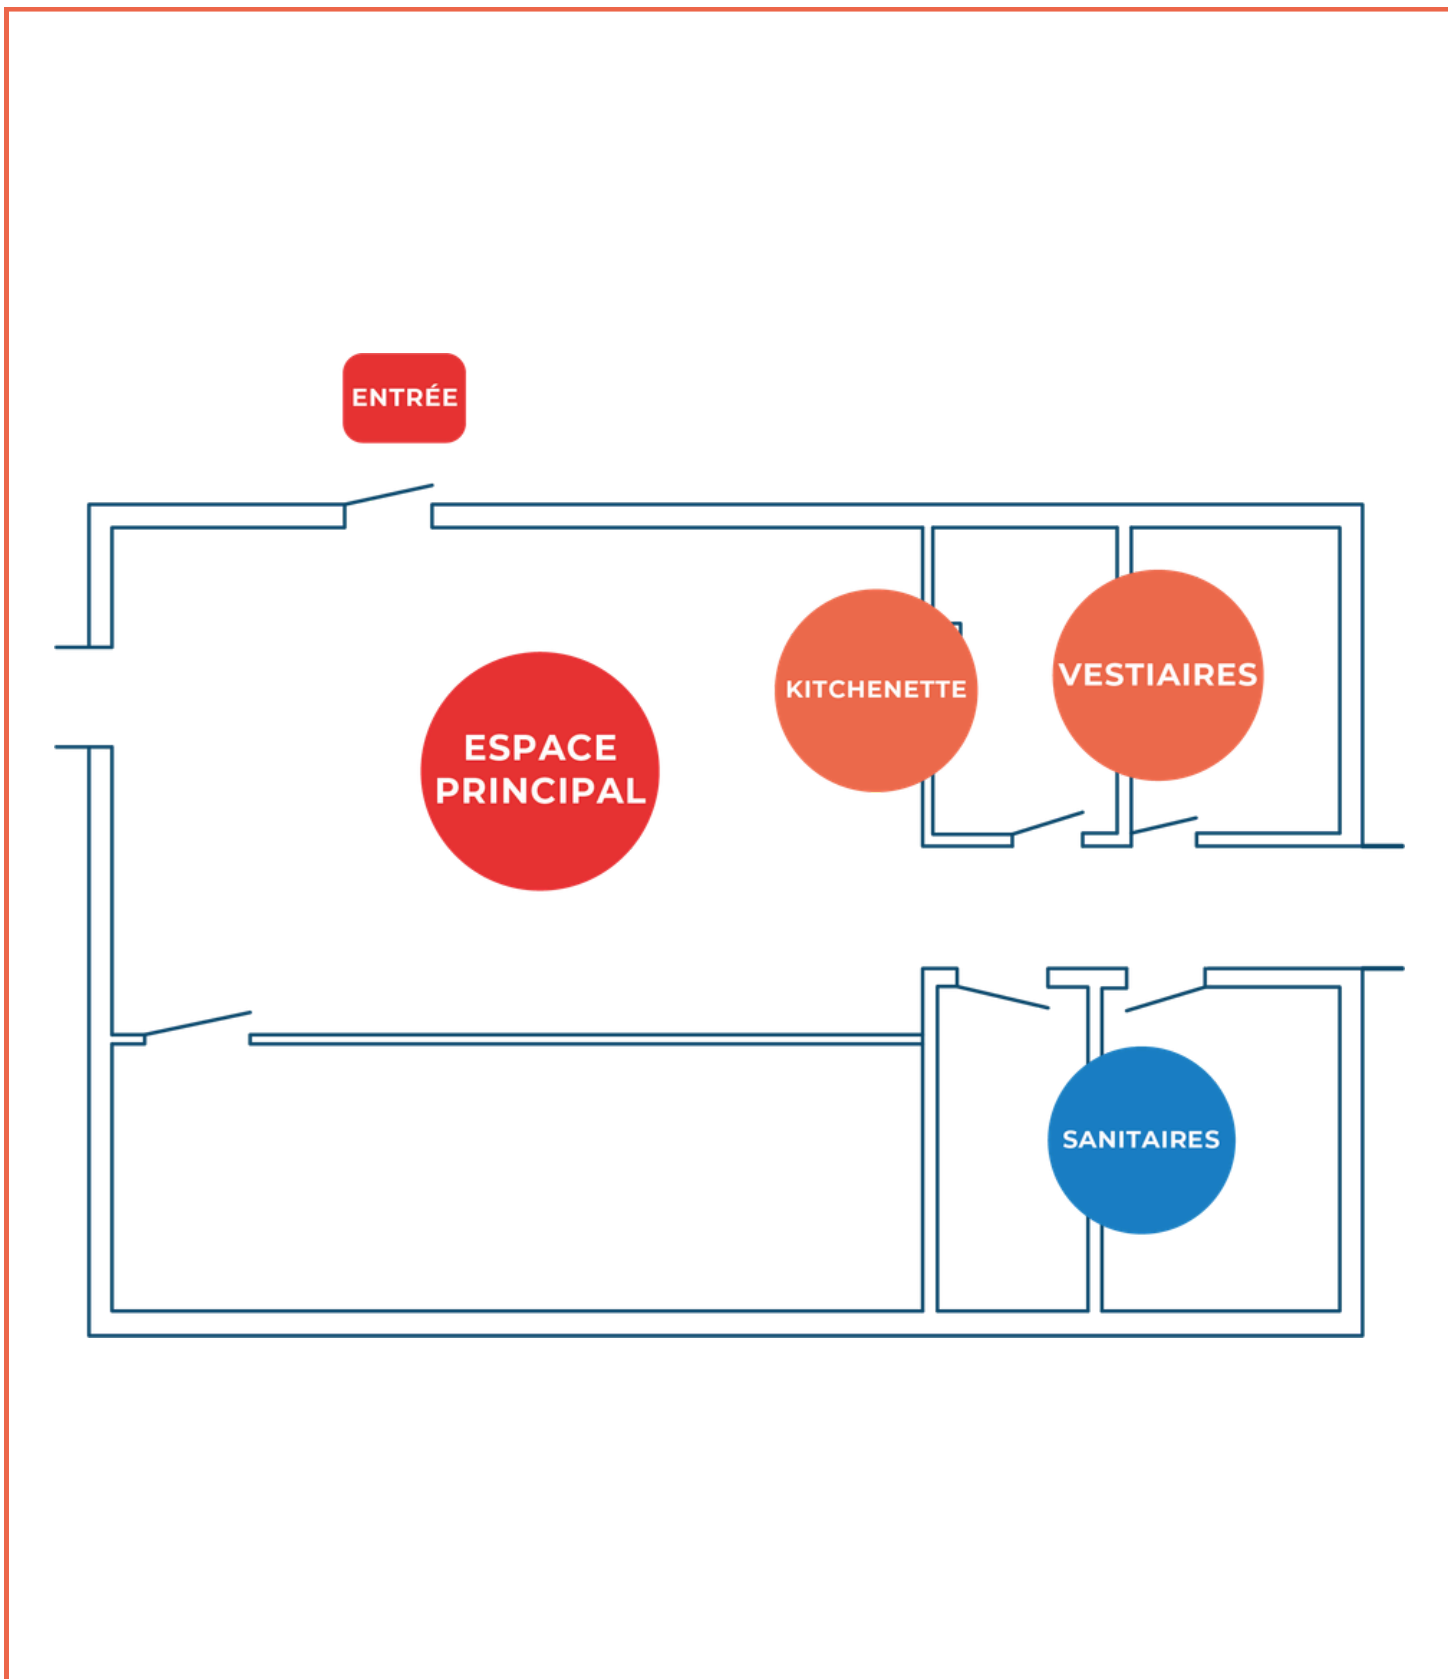 ENTRÉE
ESPACE
PRINCIPAL
KITCHENETTE
VESTIAIRES
SANITAIRES